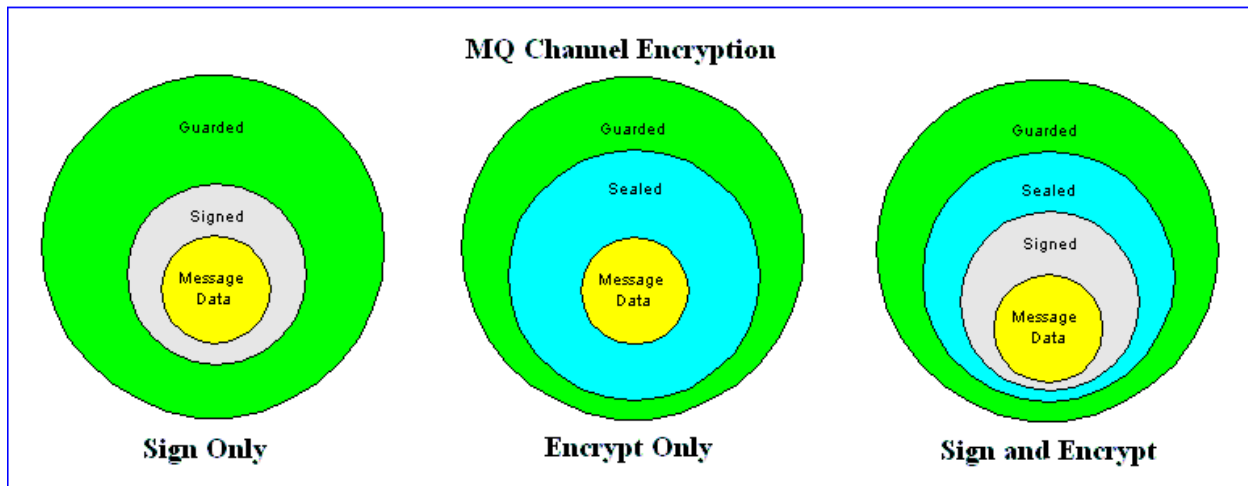 MQ Channel Encryption
Guarded
Signed
Message
Data
Sign Only
Guarded
Sealed
Message
Data
Encrypt Only
Guarded
Sealed
Signed
Message
Data
Sign and Encrypt